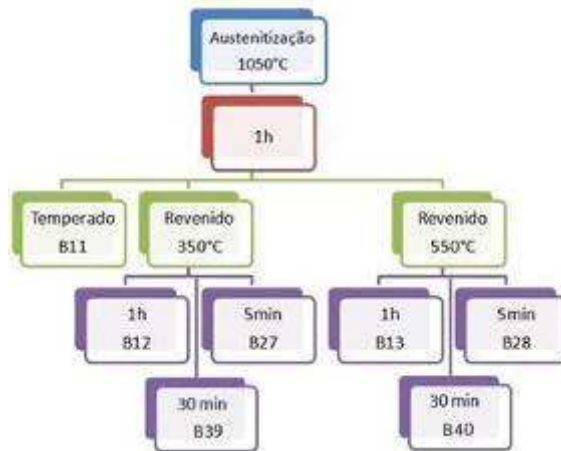 Austenitização
1050°C
1h
Temperado
B11
Revenido
350°C
Revenido
550°C
1h
B12
5min
B27
1h
B13
5min
B28
30 min
B39
30 min
B40